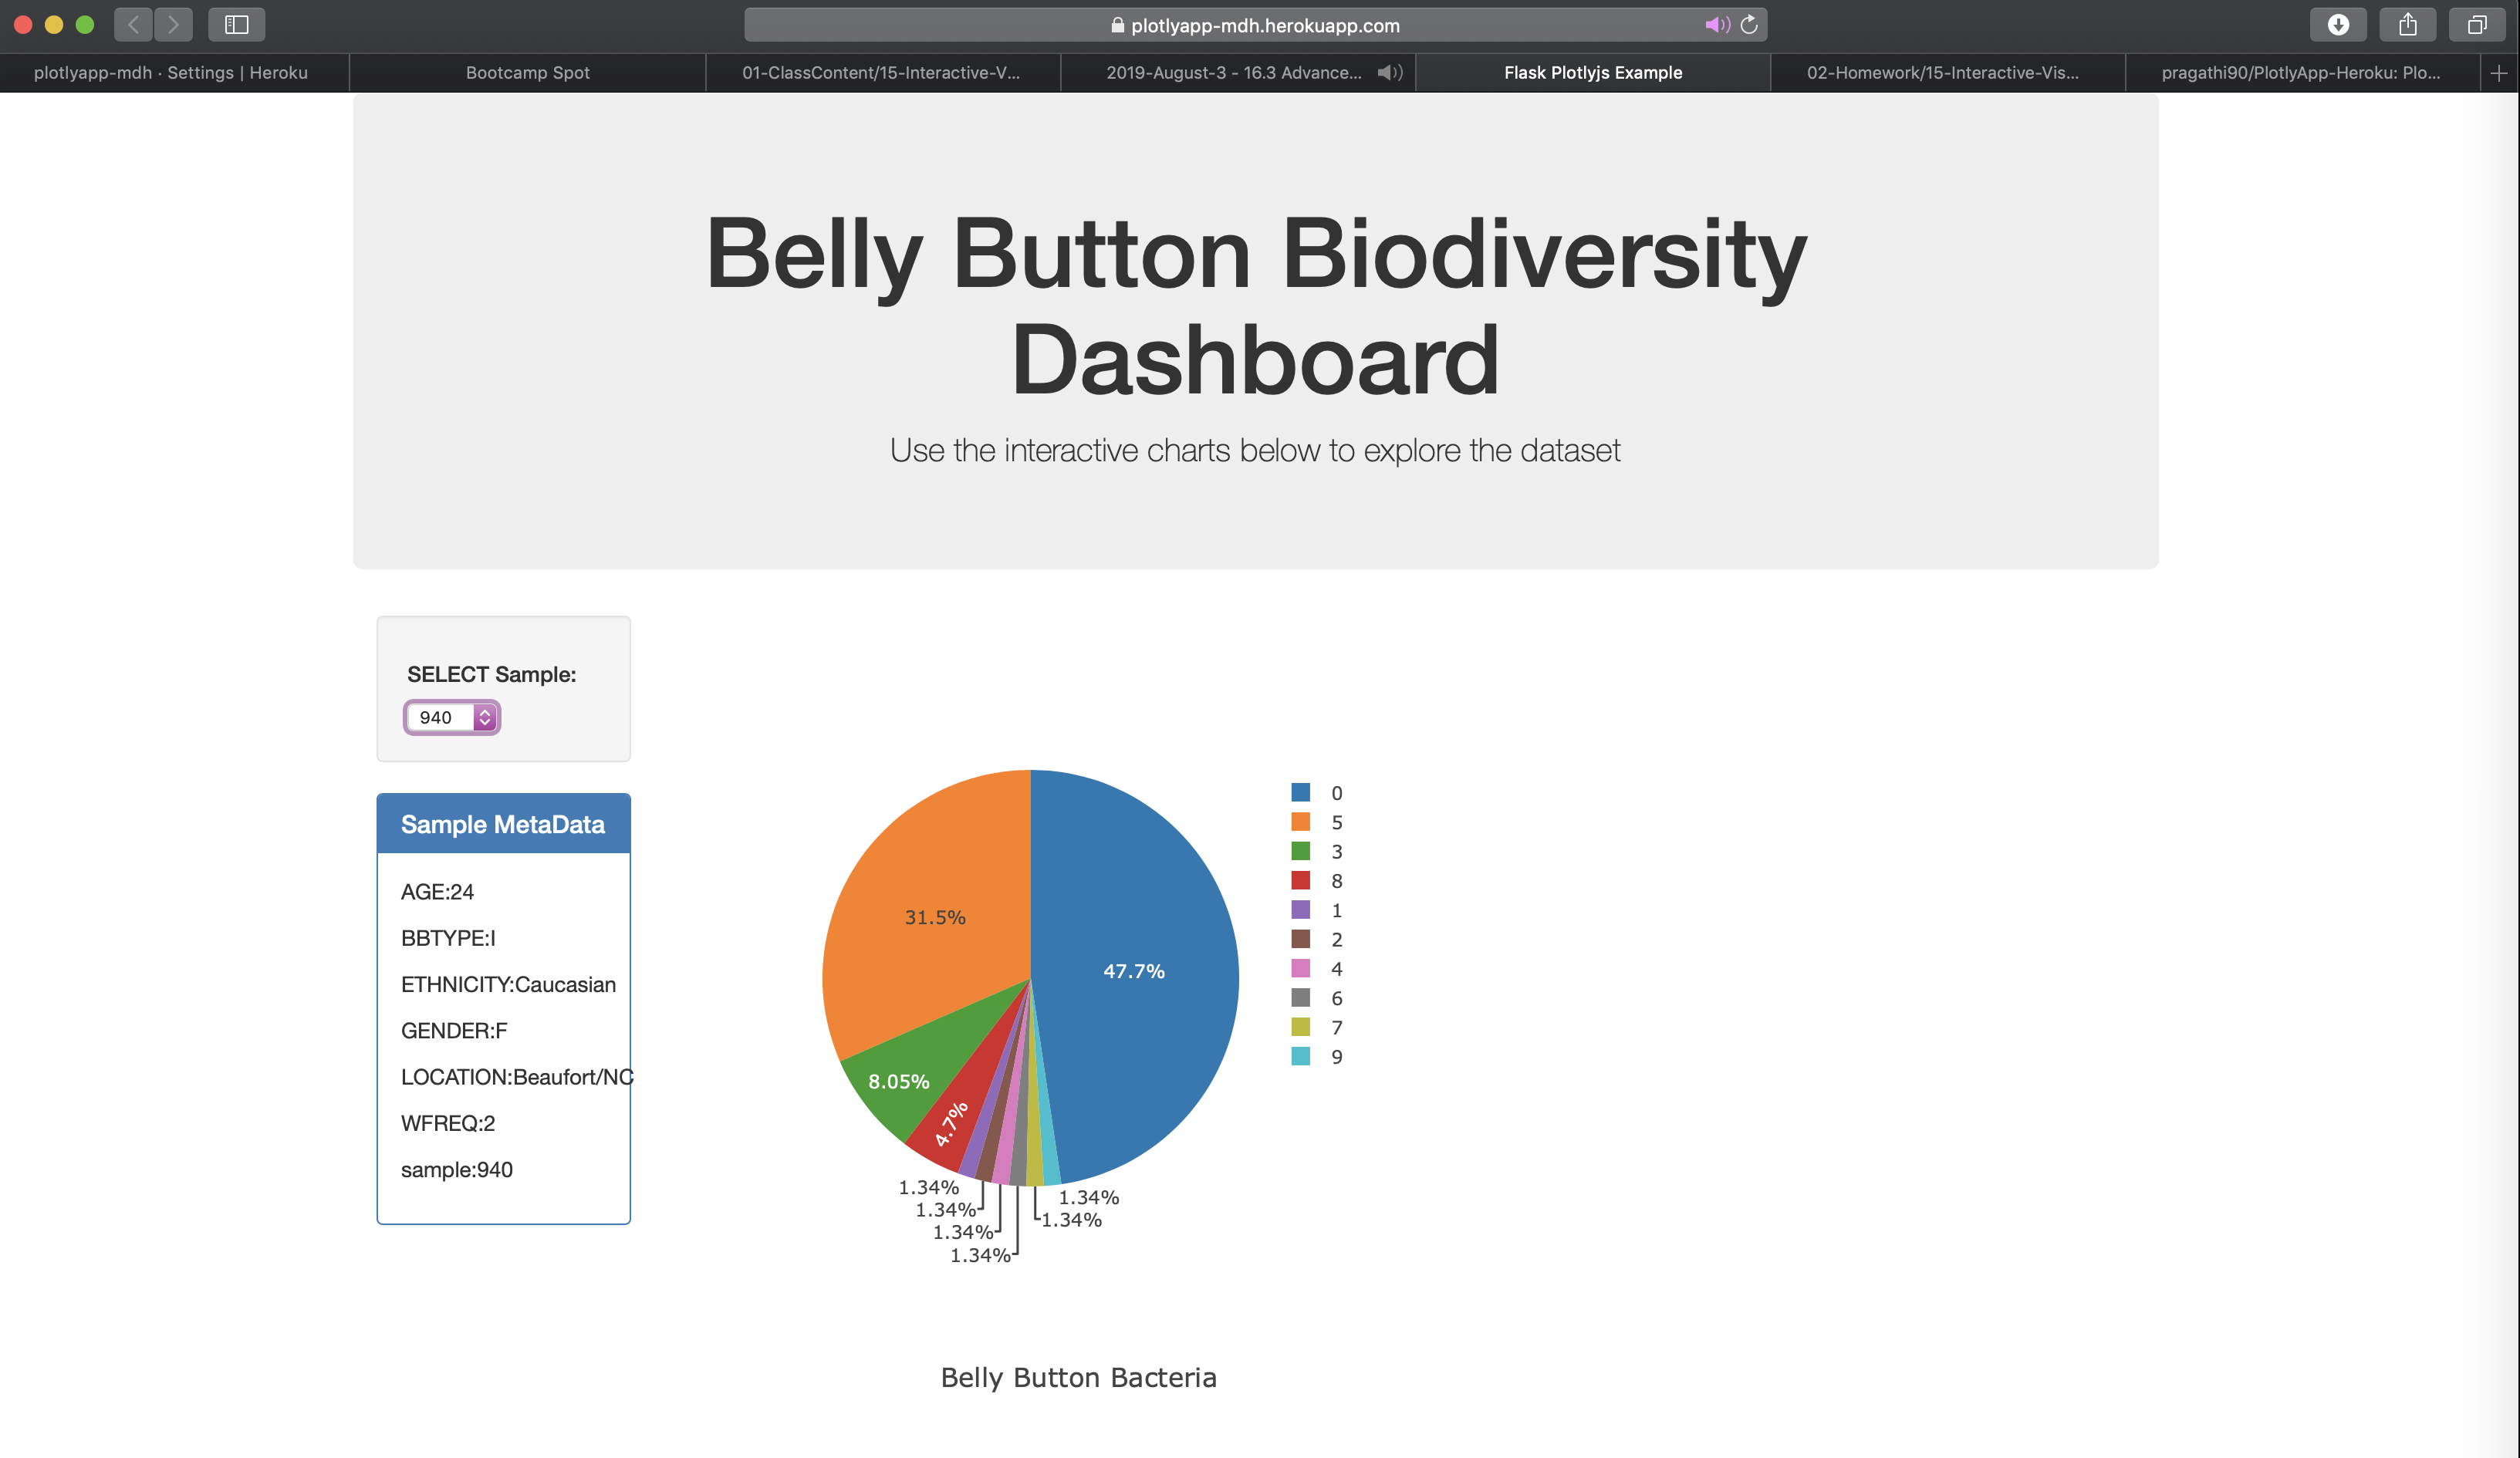 plotlyapp-mdh.herokuapp.com
plotlyapp-mdh · Settings | Heroku
Bootcamp Spot
01-ClassContent/15-Interactive-V...
2019-August-3 - 16.3 Advance...
Flask Plotlyjs Example
02-Homework/15-Interactive-Vis...
pragathi90/PlotlyApp-Heroku: Plo...
Belly Button Biodiversity
Dashboard
Use the interactive charts below to explore the dataset
SELECT Sample:
940
Sample MetaData
AGE:24
BBTYPE:I
ETHNICITY:Caucasian
GENDER:F
LOCATION:Beaufort/NC
WFREQ:2
sample:940
31.5%
47.7%
8.05%
4.7%
1.34%
1.34%
1.34%
1.34%
1.34%
1.34%
0
5
3
8
1
2
4
6
7
9
Belly Button Bacteria